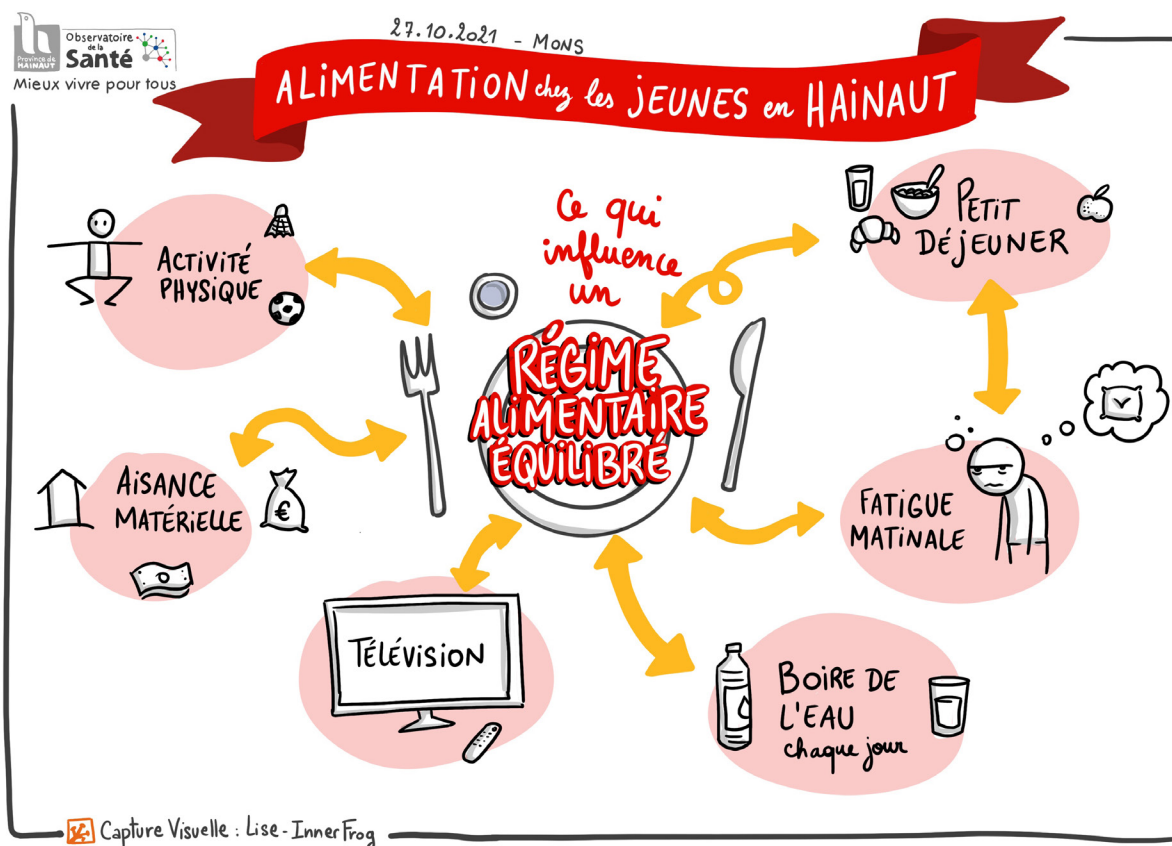 Province de
HAINAUT
Observatoire
de la
Santé
Mieux vivre pour tous
27.10.2021 - MONS
ALIMENTATION chez les JEUNES en HAINAUT
Ce qui
influence
un
RÉGIME
ALIMENTAIRE
ÉQUILIBRÉ
ACTIVITÉ
PHYSIQUE
PETIT
DÉJEUNER
AISANCE
MATÉRIELLE
€
FATIGUE
MATINALE
TÉLÉVISION
BOIRE DE
L'EAU
chaque jour
Capture Visuelle : Lise - InnerFrog